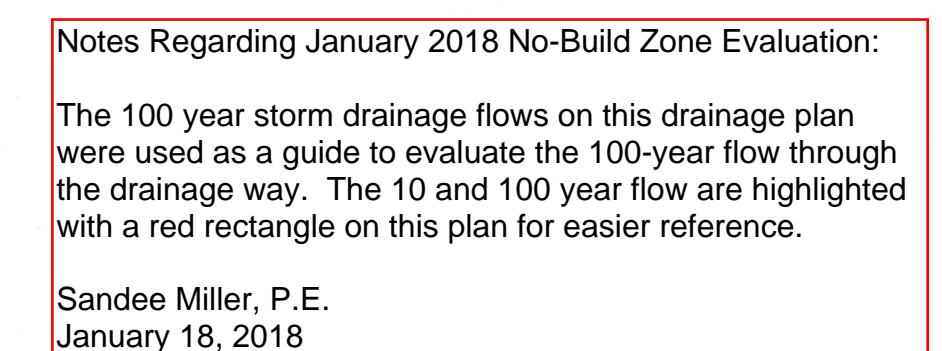 Notes Regarding January 2018 No-Build Zone Evaluation:
The 100 year storm drainage flows on this drainage plan
were used as a guide to evaluate the 100-year flow through
the drainage way.  The 10 and 100 year flow are highlighted
with a red rectangle on this plan for easier reference.
Sandee Miller, P.E.
January 18, 2018